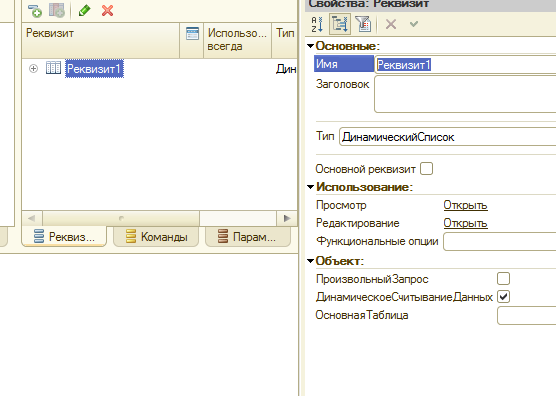 Свойства: Реквизит
Реквизит
Использо...
всегда
Тип
Реквизит1
Дин
Реквиз...
Команды
Парам...
Основные:
Имя
Реквизит1
Заголовок
Тип
ДинамическийСписок
Основной реквизит
Использование:
Просмотр
Открыть
Редактирование
Открыть
Функциональные опции
Объект:
ПроизвольныйЗапрос
ДинамическоеСчитываниеДанных
ОсновнаяТаблица